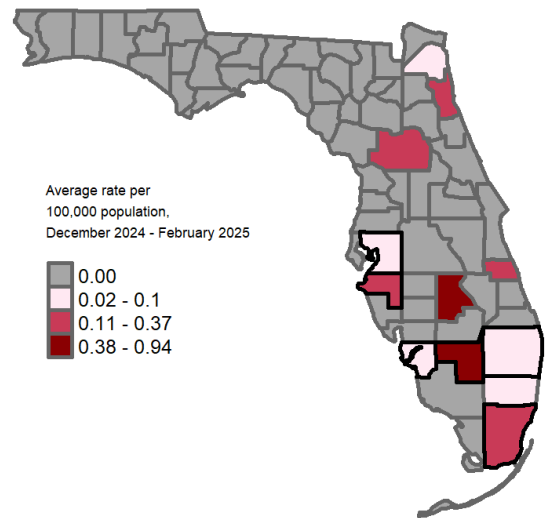 Average rate per
100,000 population,
December 2024 - February 2025
0.00
0.02 - 0.1
0.11 - 0.37
0.38 - 0.94